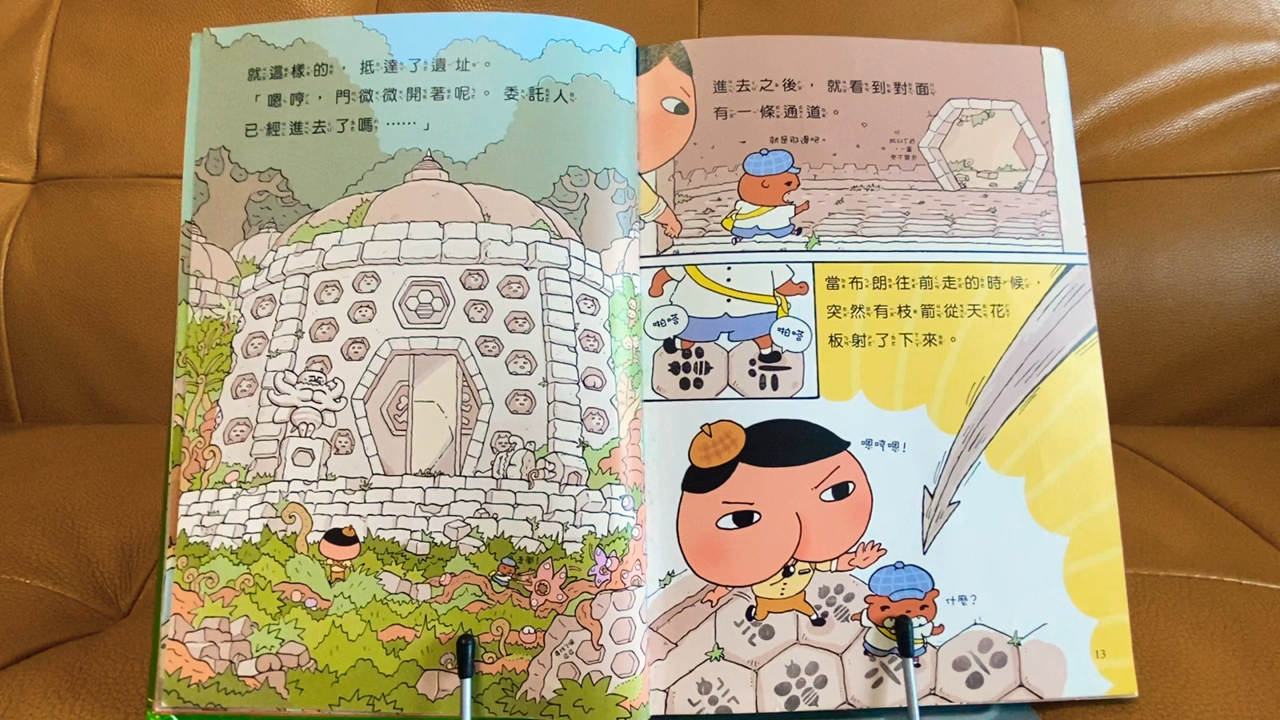 就這樣的，抵達了遺址。
「嗯哼，門微微開著呢。委託人
已經進去了嗎……」
進去之後，就看到對面
有一條通道。
就是那邊吧。
當布朗往前走的時候，
突然有枝箭從天花
板射了下來。
啪嗒
啪嗒
嗯哼嗯！
什麼？
13